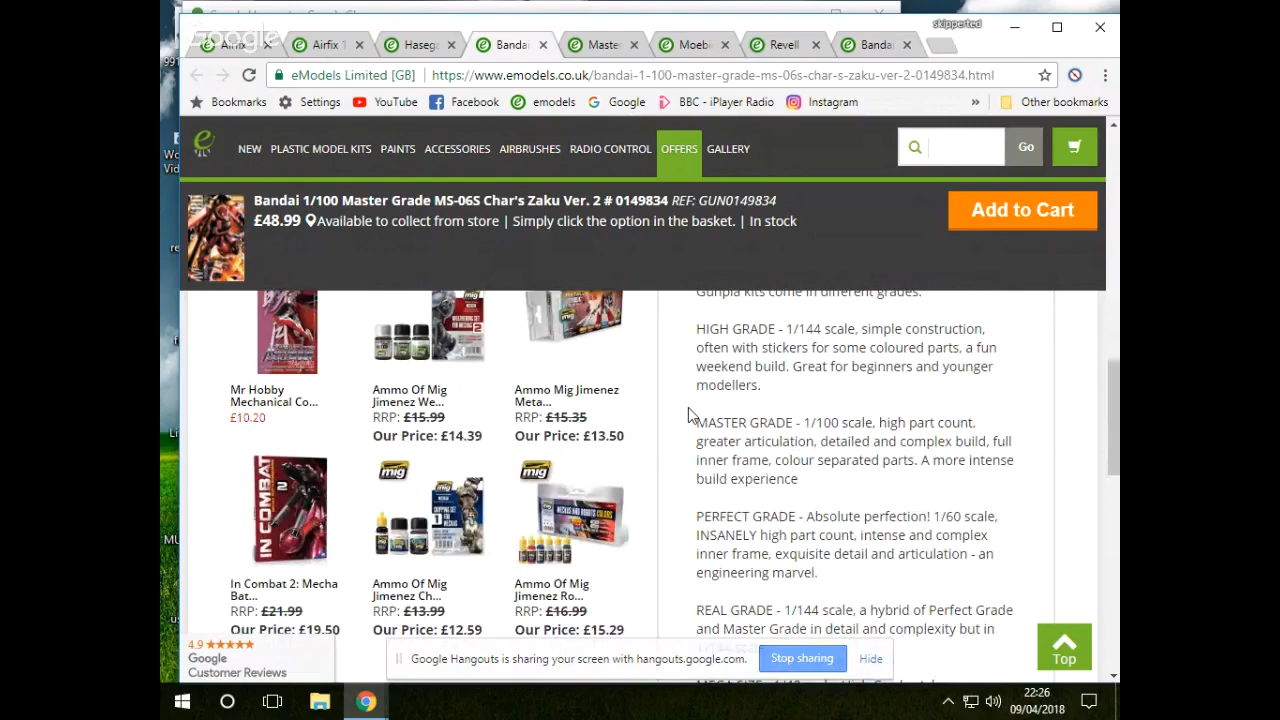 skipperted
Google
Airfix
Airfix 1
Haseg
Banda
Master
Moebi
Revell
Banda
eModels Limited [GB]
https://www.emodels.co.uk/bandai-1-100-master-grade-ms-06s-char-s-zaku-ver-2-0149834.html
Bookmarks
Settings
YouTube
Facebook
emodels
Google
BBC - iPlayer Radio
Instagram
»
Other bookmarks
NEW
PLASTIC MODEL KITS
PAINTS
ACCESSORIES
AIRBRUSHES
RADIO CONTROL
OFFERS
GALLERY
Go
Bandai 1/100 Master Grade MS-06S Char's Zaku Ver. 2 # 0149834 REF: GUN0149834
£48.99 Available to collect from store | Simply click the option in the basket. | In stock
Add to Cart
Mr Hobby
Mechanical Co...
£10.20
Ammo Of Mig
Jimenez We...
RRP: £15.99
Our Price: £14.39
Ammo Mig Jimenez
Meta...
RRP: £15.35
Our Price: £13.50
IN COMBAT 2
In Combat 2: Mecha
Bat...
RRP: £21.99
Our Price: £19.50
mig
Ammo Of Mig
Jimenez Ch...
RRP: £13.99
Our Price: £12.59
mig
Ammo Of Mig
Jimenez Ro...
RRP: £16.99
Our Price: £15.29
Gunpla kits come in different grades.
HIGH GRADE - 1/144 scale, simple construction,
often with stickers for some coloured parts, a fun
weekend build. Great for beginners and younger
modellers.
MASTER GRADE - 1/100 scale, high part count,
greater articulation, detailed and complex build, full
inner frame, colour separated parts. A more intense
build experience
PERFECT GRADE - Absolute perfection! 1/60 scale,
INSANELY high part count, intense and complex
inner frame, exquisite detail and articulation - an
engineering marvel.
REAL GRADE - 1/144 scale, a hybrid of Perfect Grade
and Master Grade in detail and complexity but in
Top
4.9
Google
Customer Reviews
Google Hangouts is sharing your screen with hangouts.google.com.
Stop sharing
Hide
22:26
09/04/2018